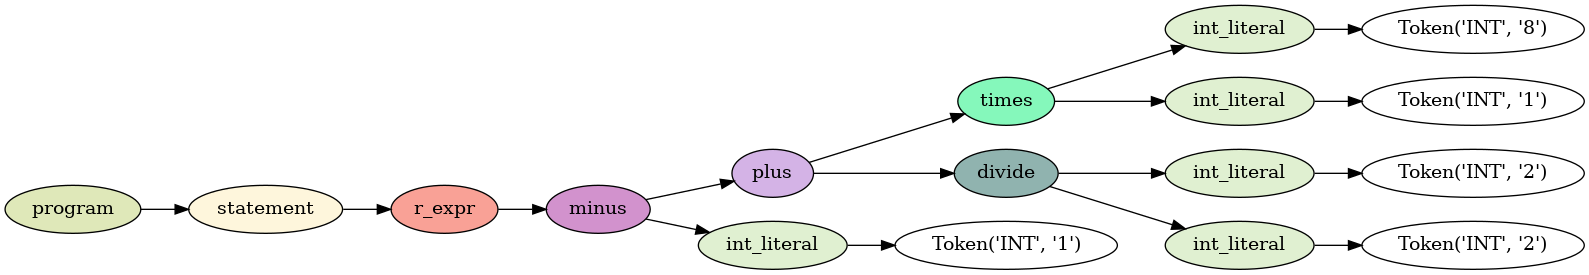 int_literal
Token('INT', '8')
times
int_literal
Token('INT', '1')
plus
divide
int_literal
Token('INT', '2')
program
statement
r_expr
minus
int_literal
Token('INT', '1')
int_literal
Token('INT', '2')